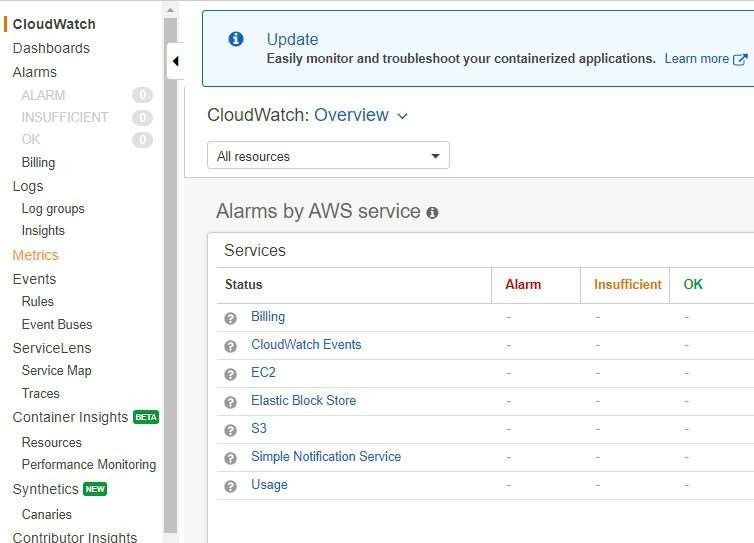 CloudWatch
Dashboards
Alarms
ALARM 0
INSUFFICIENT 0
OK 0
Billing
Logs
Log groups
Insights
Metrics
Events
Rules
Event Buses
ServiceLens
Service Map
Traces
Container Insights BETA
Resources
Performance Monitoring
Synthetics NEW
Canaries
Contributor Insights
Update
Easily monitor and troubleshoot your containerized applications. Learn more
CloudWatch: Overview
All resources
Alarms by AWS service
Services
Status Alarm Insufficient OK
Billing - - -
CloudWatch Events - - -
EC2 - - -
Elastic Block Store - - -
S3 - - -
Simple Notification Service - - -
Usage - - -